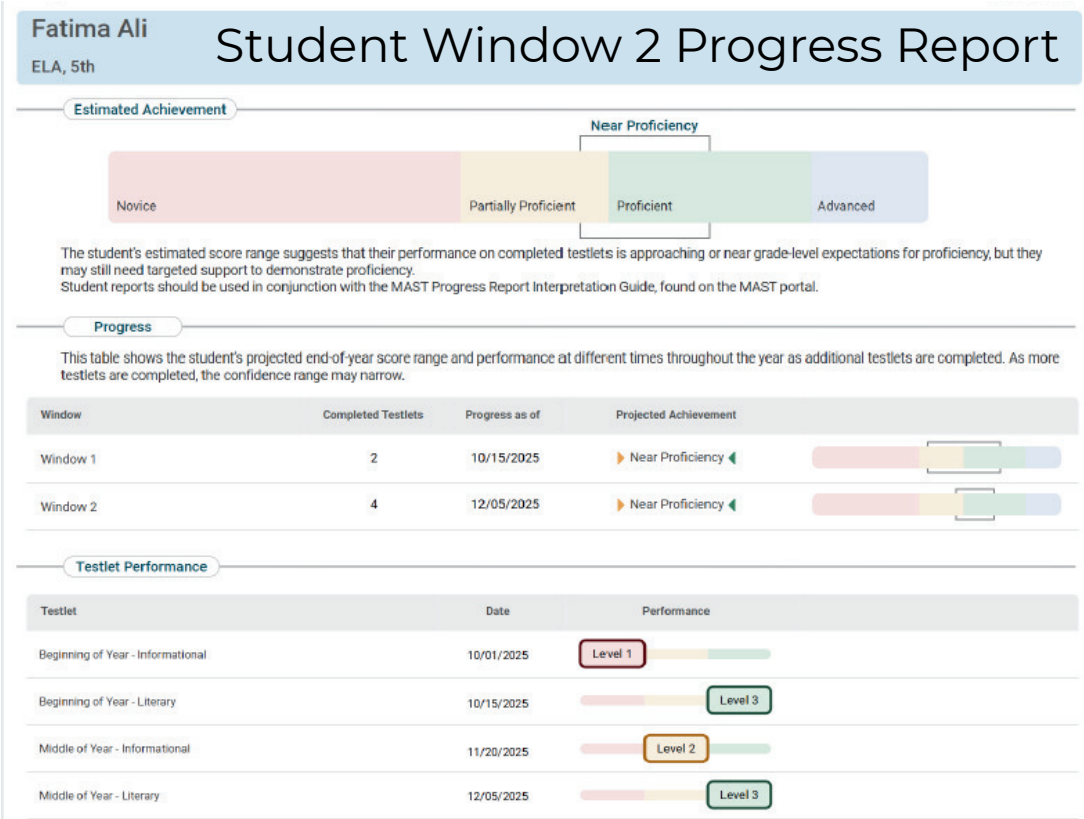 Fatima Ali
Student Window 2 Progress Report
ELA, 5th
Estimated Achievement
Near Proficiency
Novice
Partially Proficient
Proficient
Advanced
The student's estimated score range suggests that their performance on completed testlets is approaching or near grade-level expectations for proficiency, but they
may still need targeted support to demonstrate proficiency.
Student reports should be used in conjunction with the MAST Progress Report Interpretation Guide, found on the MAST portal.
Progress
This table shows the student's projected end-of-year score range and performance at different times throughout the year as additional testlets are completed. As more
testlets are completed, the confidence range may narrow.
Window Completed Testlets Progress as of Projected Achievement
Window 1 2 10/15/2025 Near Proficiency
Window 2 4 12/05/2025 Near Proficiency
Testlet Performance
Testlet Date Performance
Beginning of Year - Informational 10/01/2025 Level 1
Beginning of Year - Literary 10/15/2025 Level 3
Middle of Year - Informational 11/20/2025 Level 2
Middle of Year - Literary 12/05/2025 Level 3